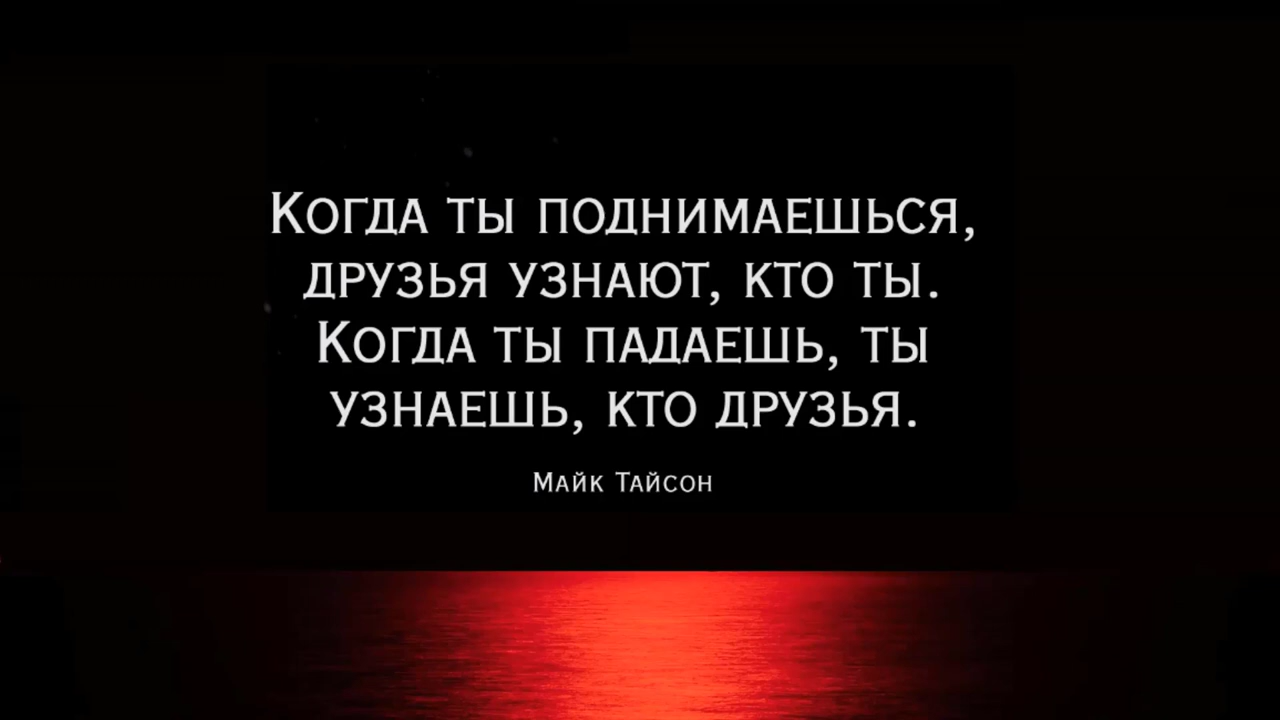 Когда ты поднимаешься,
друзья узнают, кто ты.
Когда ты падаешь, ты
узнаешь, кто друзья.
Майк Тайсон